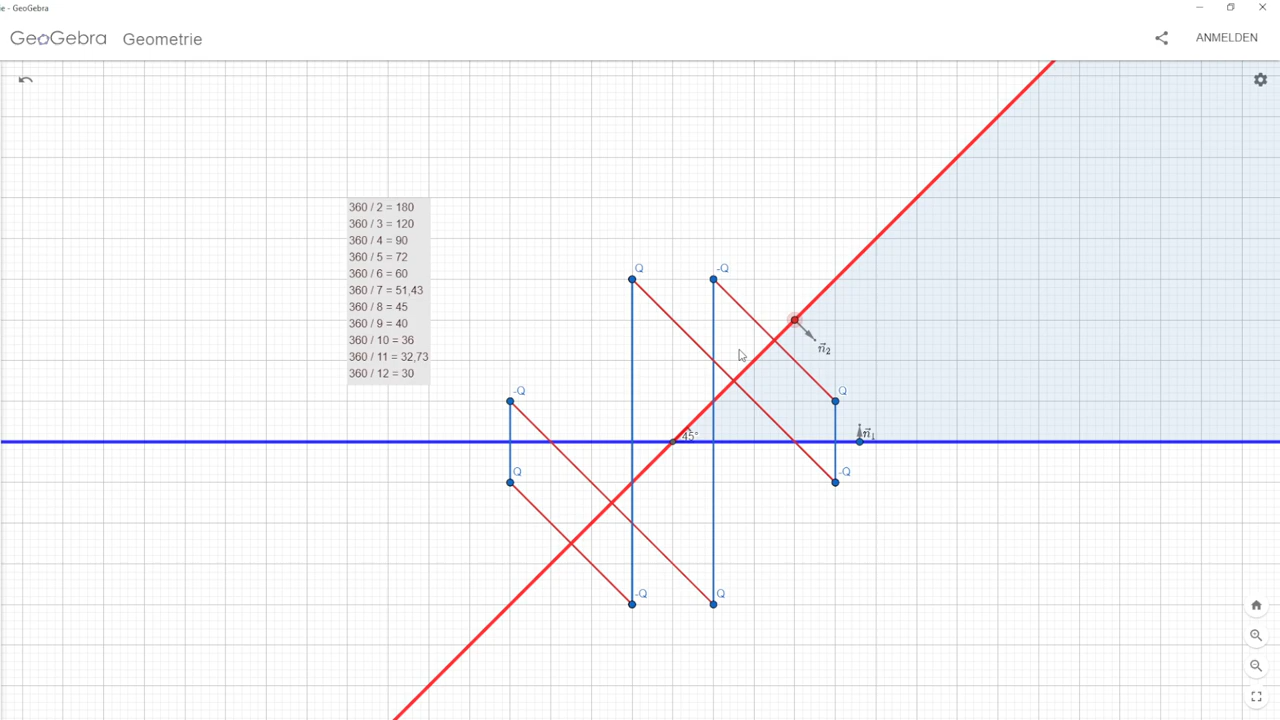 e - GeoGebra
GeoGebra Geometrie
ANMELDEN
360 / 2 = 180
360 / 3 = 120
360 / 4 = 90
360 / 5 = 72
360 / 6 = 60
360 / 7 = 51,43
360 / 8 = 45
360 / 9 = 40
360 / 10 = 36
360 / 11 = 32,73
360 / 12 = 30
Q
-Q
n₂
-Q
Q
45°
n₁
Q
-Q
-Q
Q